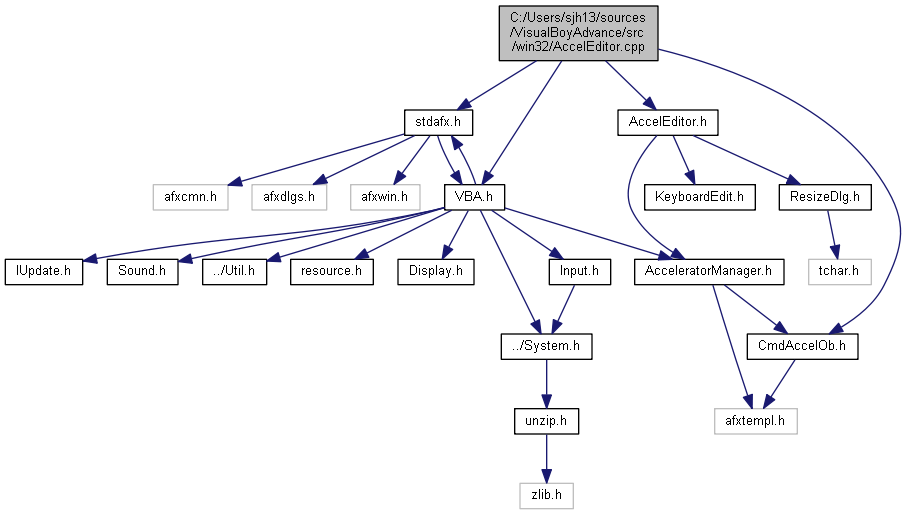 C:/Users/sjh13/sources
/VisualBoyAdvance/src
/win32/AccelEditor.cpp
stdafx.h
AccelEditor.h
afxcmn.h
afxdlgs.h
afxwin.h
VBA.h
KeyboardEdit.h
ResizeDlg.h
IUpdate.h
Sound.h
../Util.h
resource.h
Display.h
Input.h
AcceleratorManager.h
tchar.h
../System.h
CmdAccelOb.h
unzip.h
afxtempl.h
zlib.h